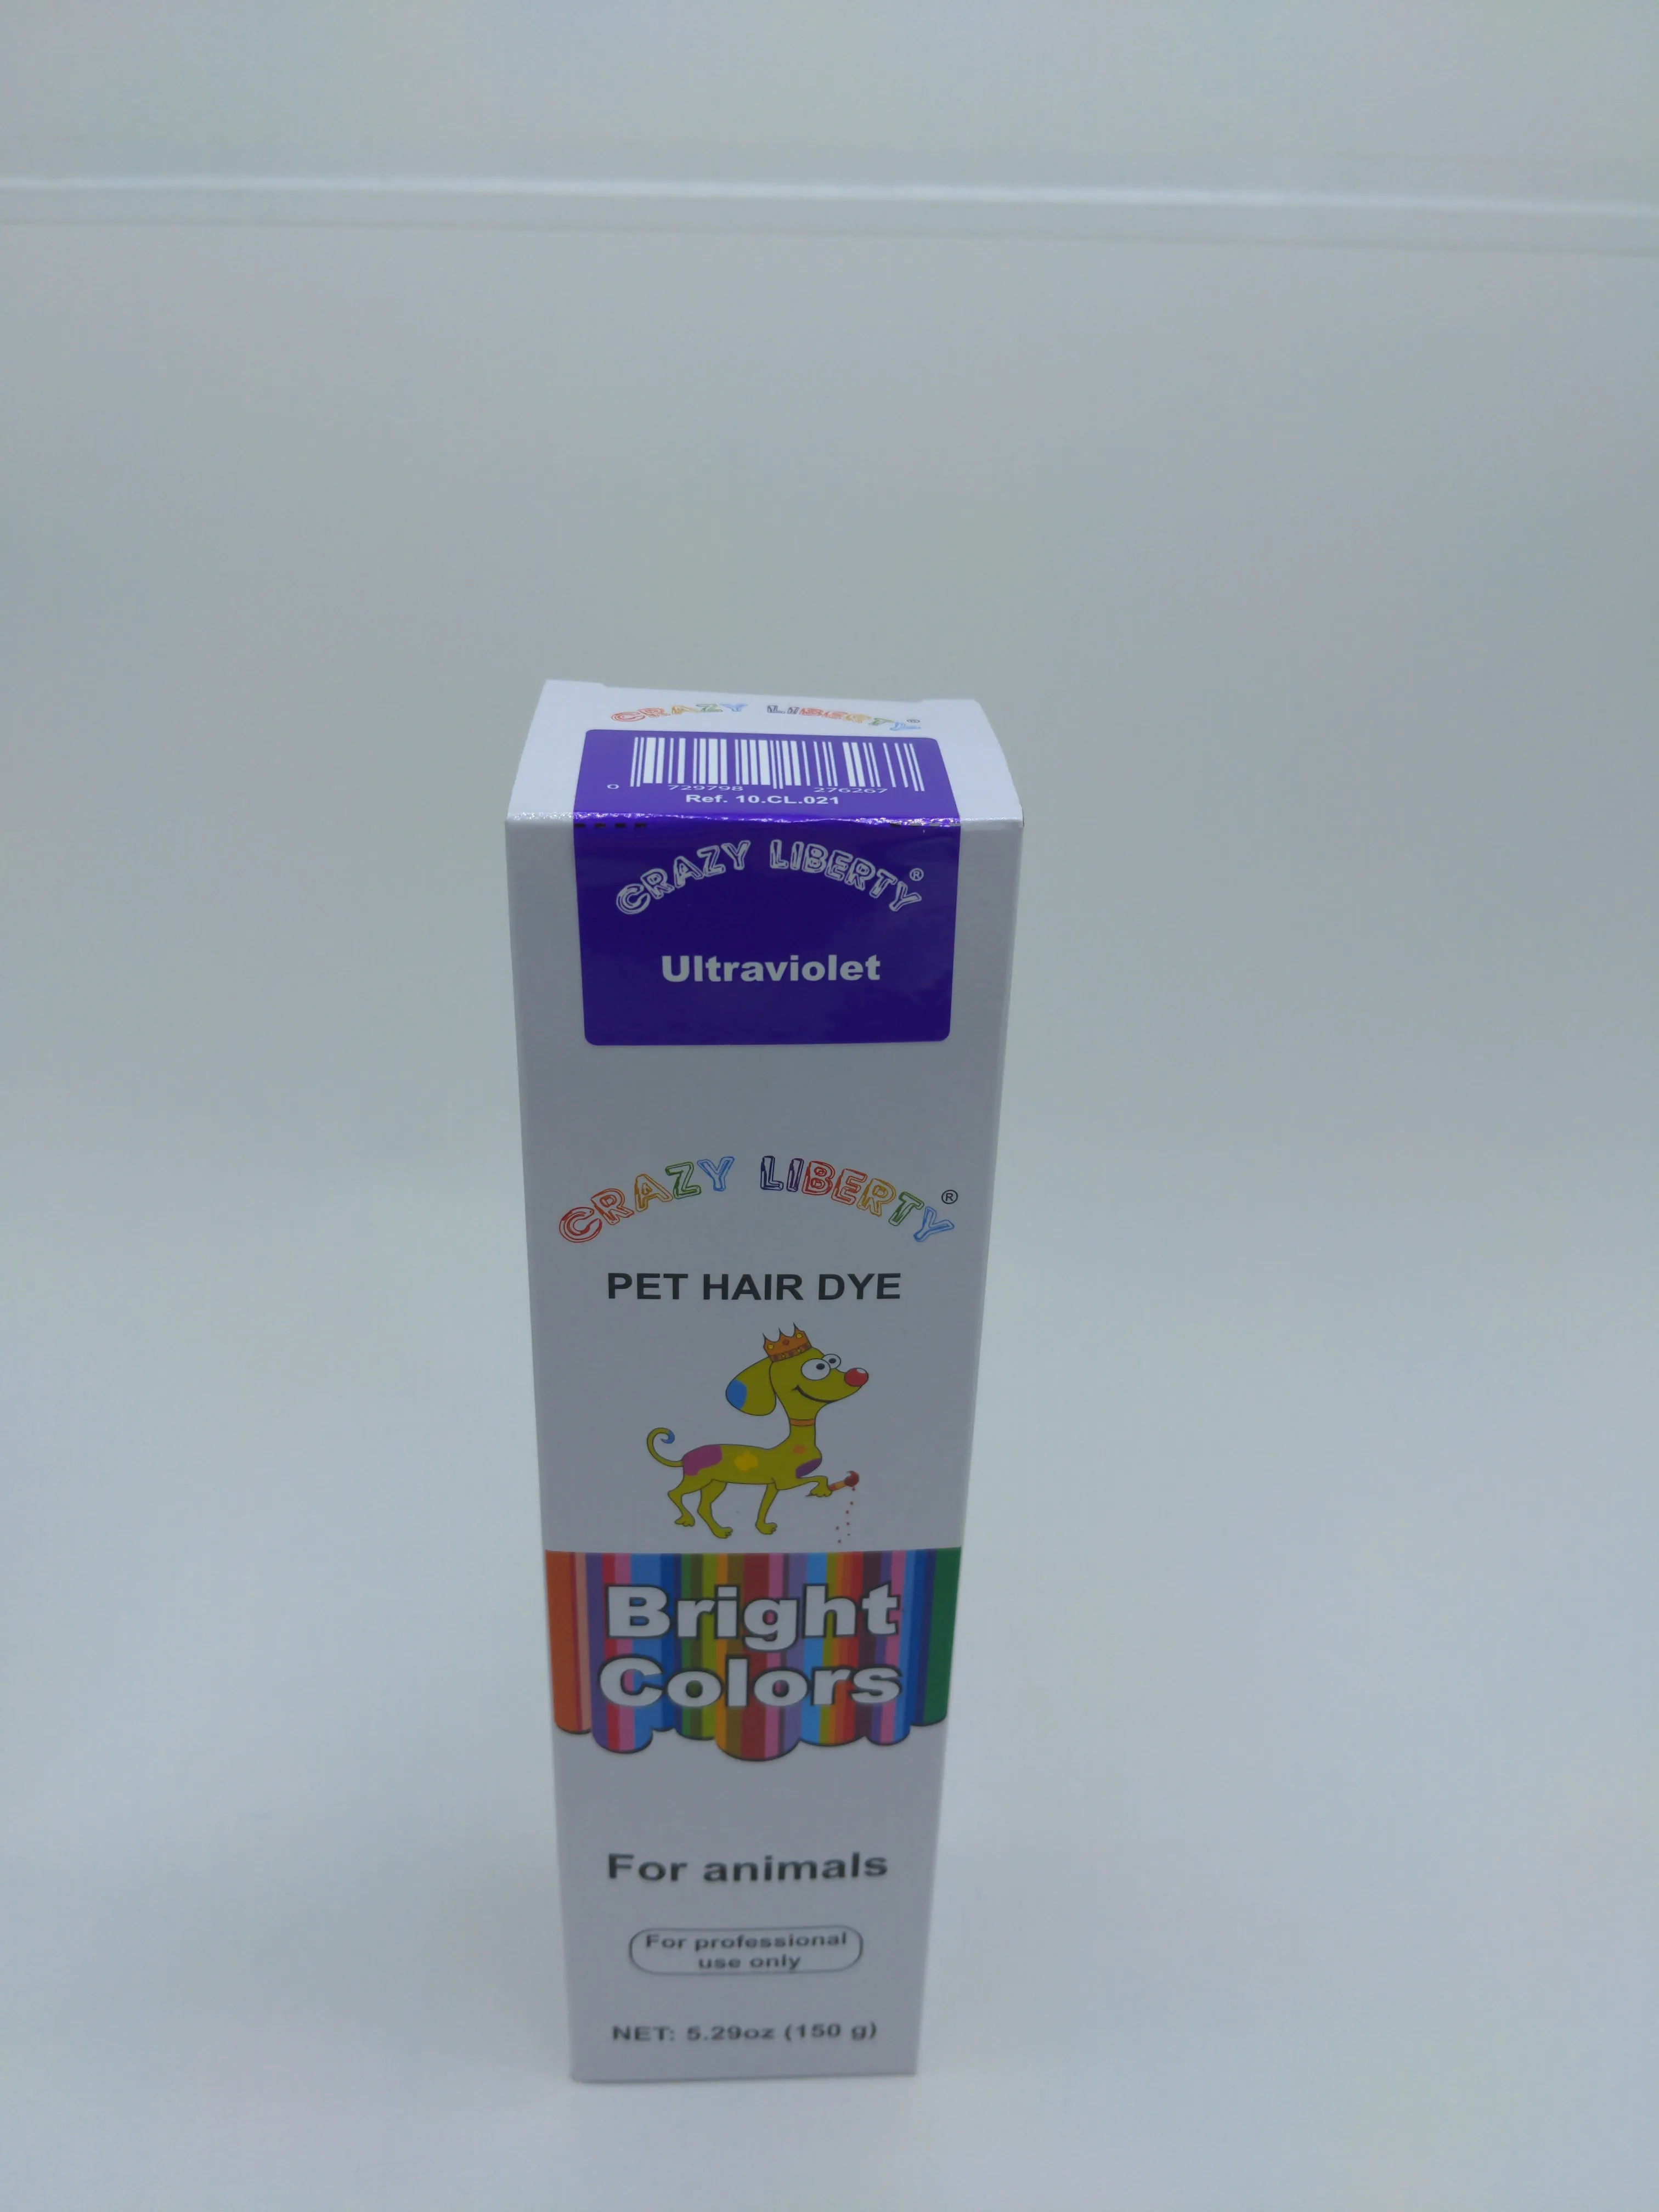 CRAZY LIBERTY®
0 729798 276267
Ref. 10.CL.021
CRAZY LIBERTY®
Ultraviolet
CRAZY LIBERTY®
PET HAIR DYE
Bright
Colors
For animals
For professional
use only
NET: 5.29oz (150 g)